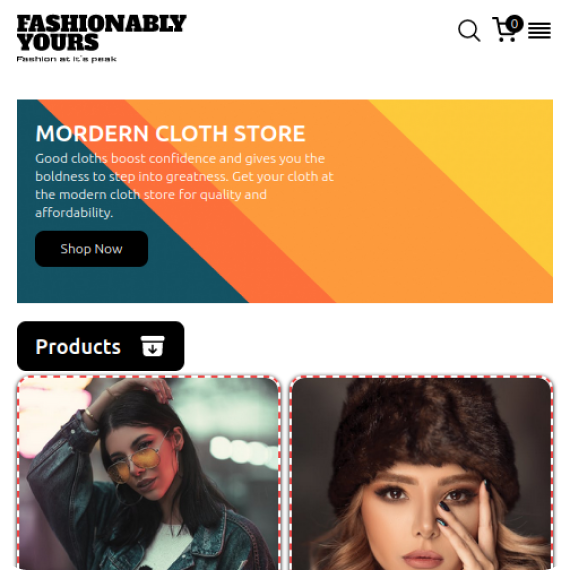 FASHIONABLY
YOURS
Fashion at it's peak
0
MORDERN CLOTH STORE
Good cloths boost confidence and gives you the
boldness to step into greatness. Get your cloth at
the modern cloth store for quality and
affordability.
Shop Now
Products